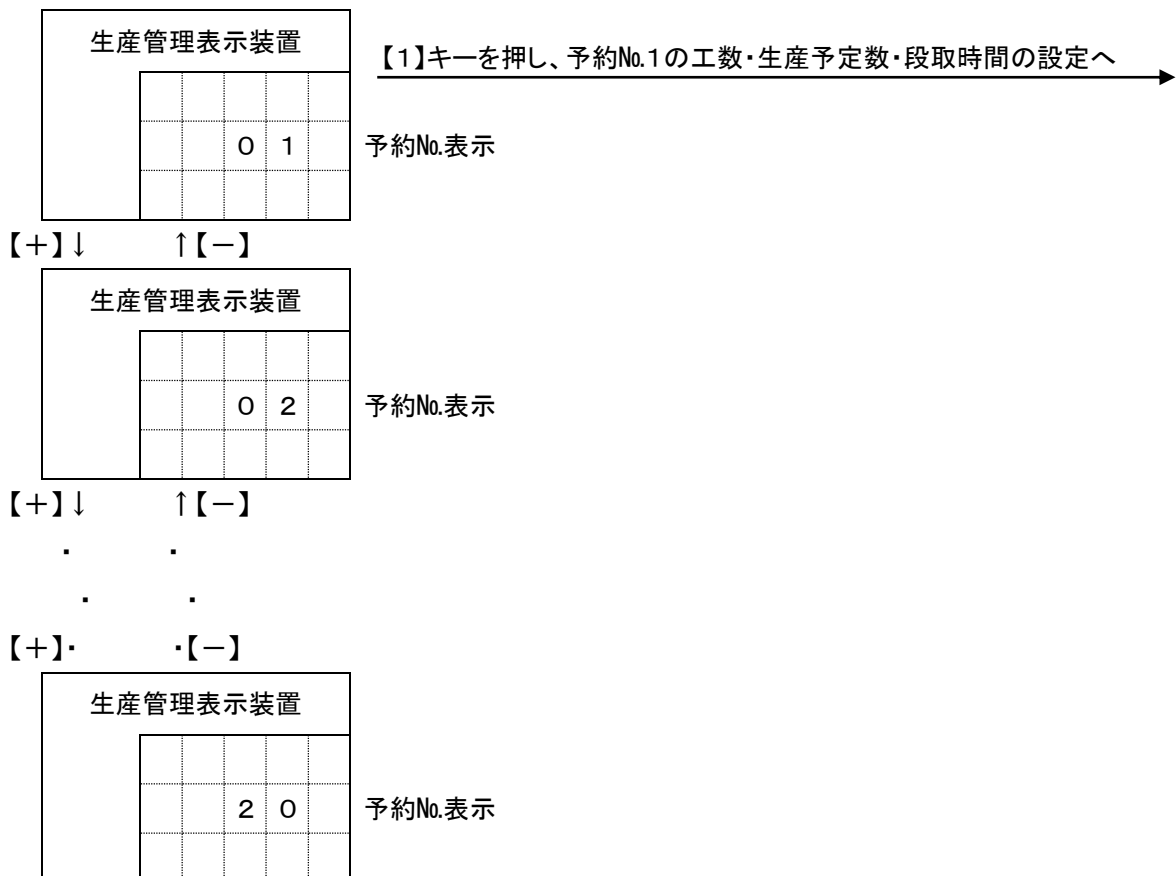 生産管理表示装置
【1】キーを押し、予約№1の工数・生産予定数・段取時間の設定へ
0 1
予約№表示
【+】↓ ↑【-】
生産管理表示装置
0 2
予約№表示
【+】↓ ↑【-】
・ ・
・ ・
【+】・ ・【-】
生産管理表示装置
2 0
予約№表示